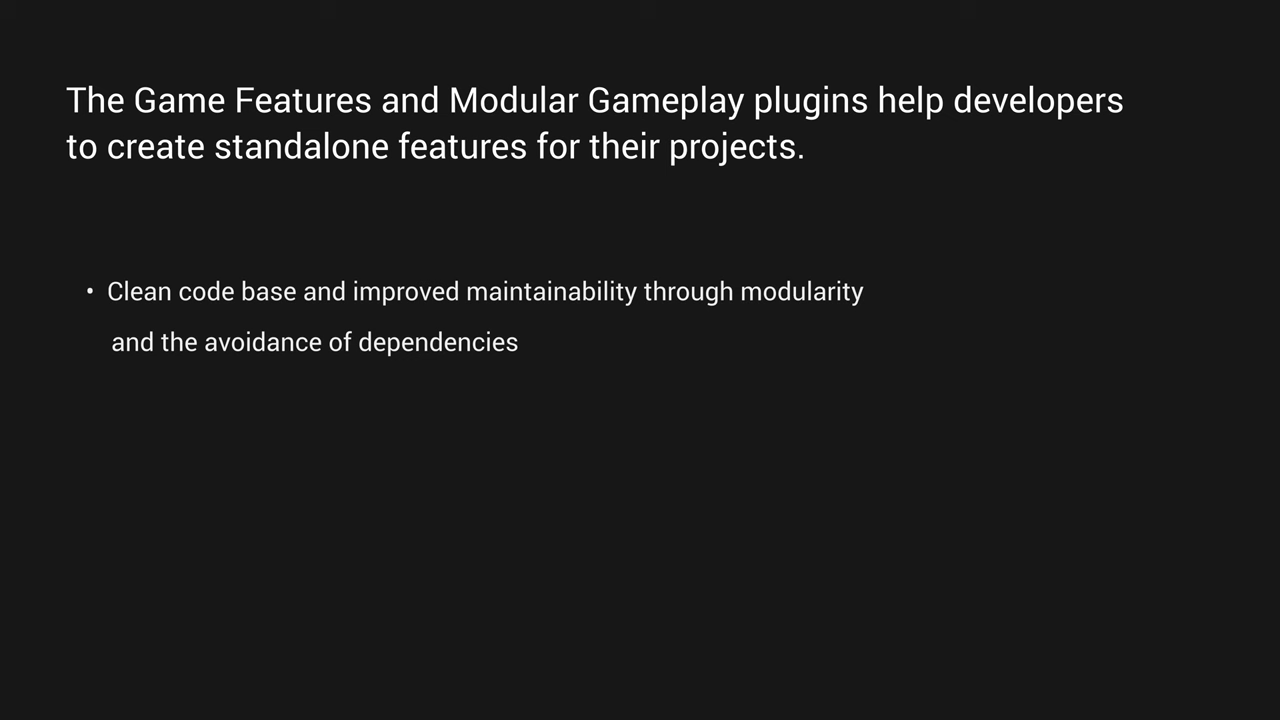 The Game Features and Modular Gameplay plugins help developers
to create standalone features for their projects.
• Clean code base and improved maintainability through modularity
and the avoidance of dependencies